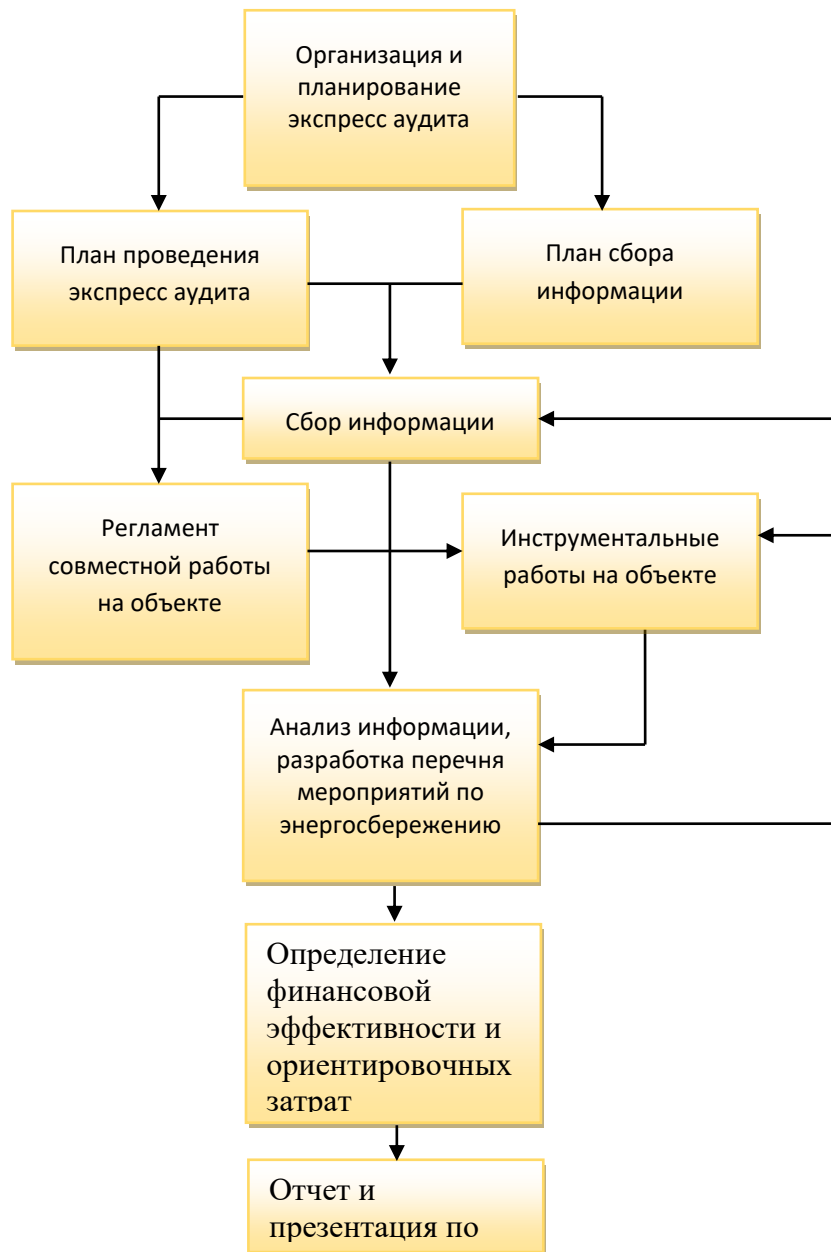 Организация и
планирование
экспресс аудита
План проведения
экспресс аудита
План сбора
информации
Сбор информации
Регламент
совместной работы
на объекте
Инструментальные
работы на объекте
Анализ информации,
разработка перечня
мероприятий по
энергосбережению
Определение
финансовой
эффективности и
ориентировочных
затрат
Отчет и
презентация по